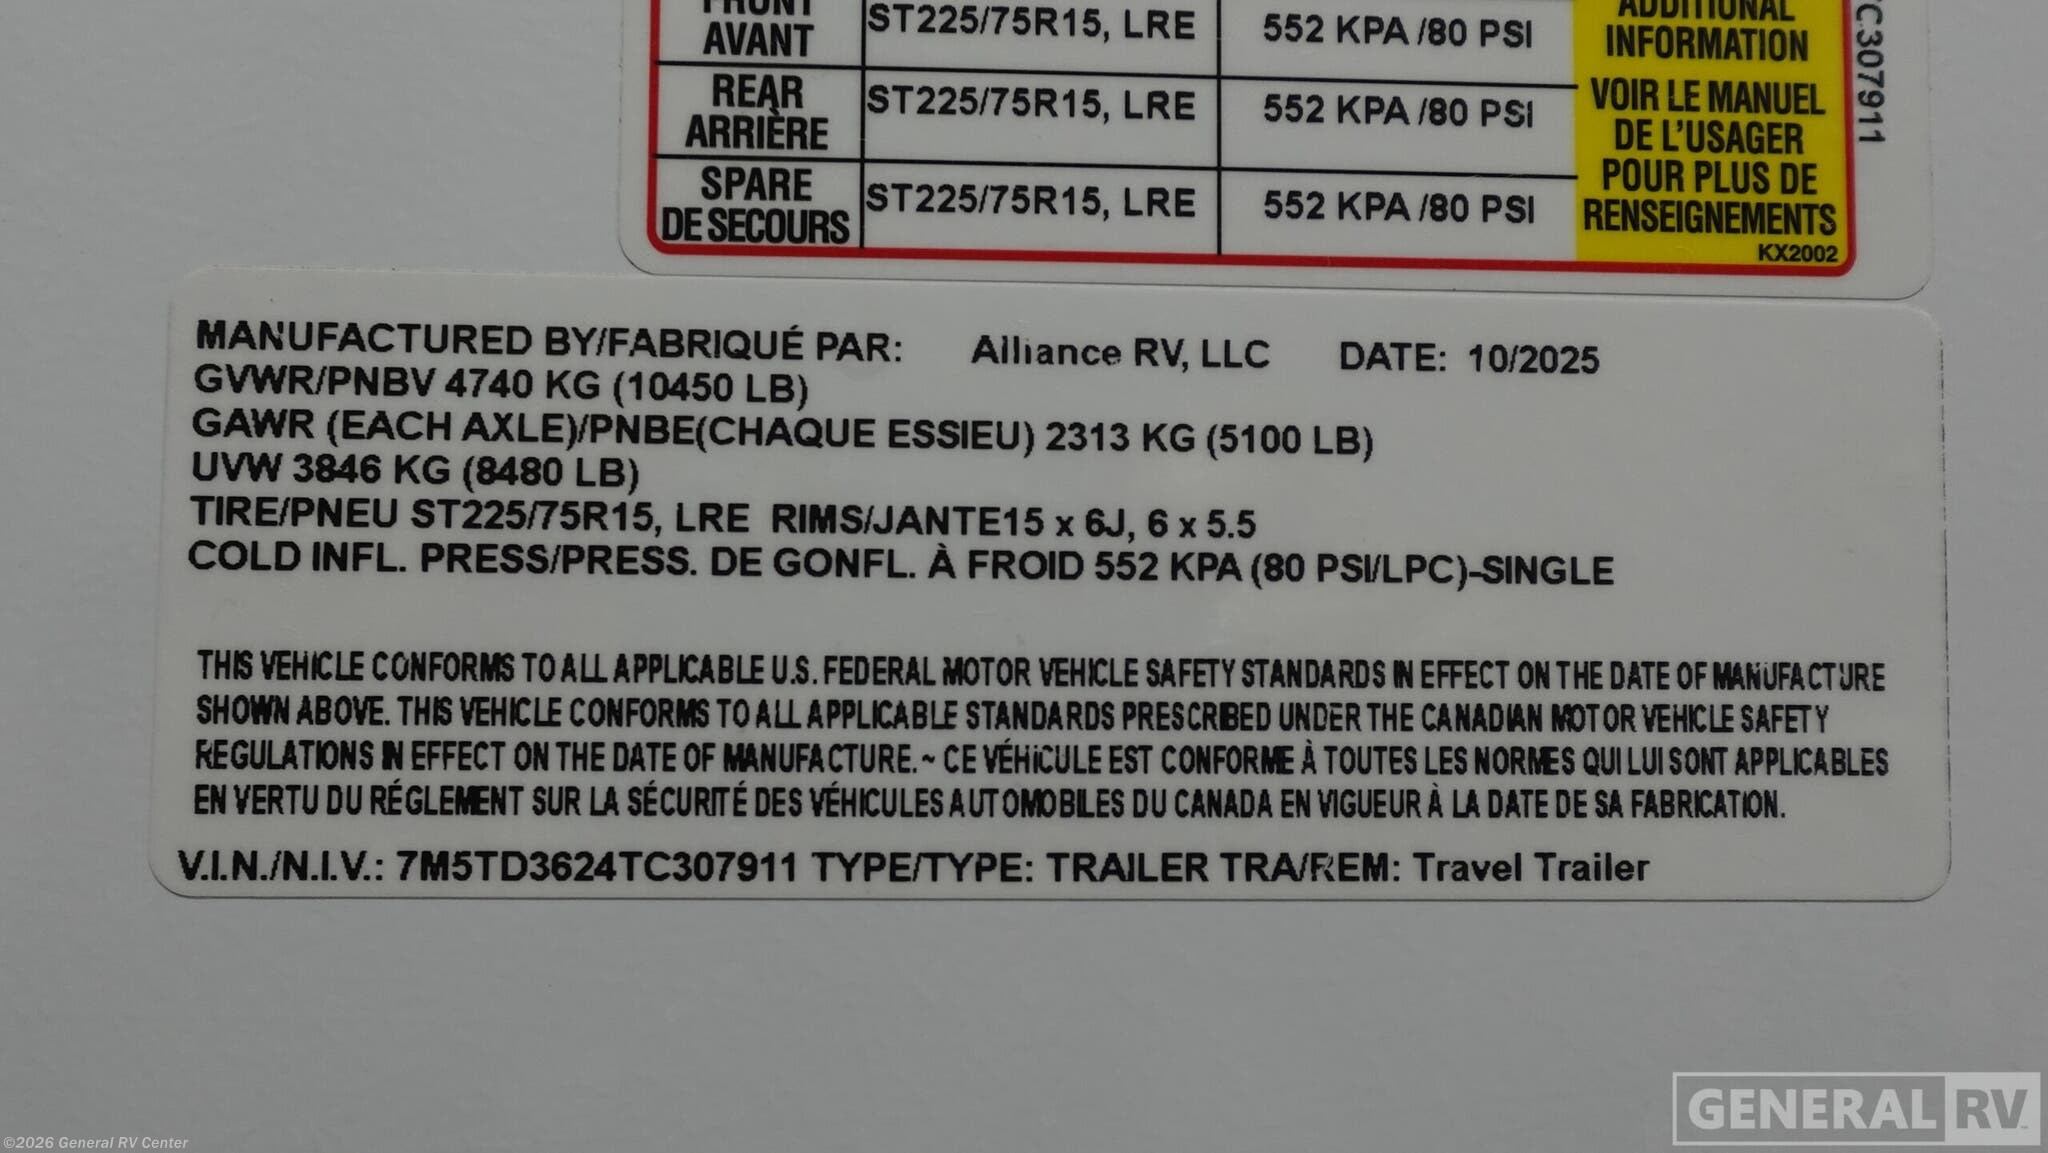 FRONT
AVANT
ST225/75R15, LRE
552 KPA /80 PSI
REAR
ARRIÈRE
ST225/75R15, LRE
552 KPA /80 PSI
SPARE
DE SECOURS
ST225/75R15, LRE
552 KPA /80 PSI
ADDITIONAL
INFORMATION
VOIR LE MANUEL
DE L'USAGER
POUR PLUS DE
RENSEIGNEMENTS
KX2002
TC307911
MANUFACTURED BY/FABRIQUÉ PAR: Alliance RV, LLC DATE: 10/2025
GVWR/PNBV 4740 KG (10450 LB)
GAWR (EACH AXLE)/PNBE(CHAQUE ESSIEU) 2313 KG (5100 LB)
UVW 3846 KG (8480 LB)
TIRE/PNEU ST225/75R15, LRE RIMS/JANTE15 x 6J, 6 x 5.5
COLD INFL. PRESS/PRESS. DE GONFL. À FROID 552 KPA (80 PSI/LPC)-SINGLE
THIS VEHICLE CONFORMS TO ALL APPLICABLE U.S. FEDERAL MOTOR VEHICLE SAFETY STANDARDS IN EFFECT ON THE DATE OF MANUFACTURE
SHOWN ABOVE. THIS VEHICLE CONFORMS TO ALL APPLICABLE STANDARDS PRESCRIBED UNDER THE CANADIAN MOTOR VEHICLE SAFETY
REGULATIONS IN EFFECT ON THE DATE OF MANUFACTURE. ~ CE VÉHICULE EST CONFORME À TOUTES LES NORMES QUI LUI SONT APPLICABLES
EN VERTU DU RÉGLEMENT SUR LA SÉCURITÉ DES VÉHICULES AUTOMOBILES DU CANADA EN VIGUEUR À LA DATE DE SA FABRICATION.
V.I.N./N.I.V.: 7M5TD3624TC307911 TYPE/TYPE: TRAILER TRA/REM: Travel Trailer
GENERAL RV
©2026 General RV Center